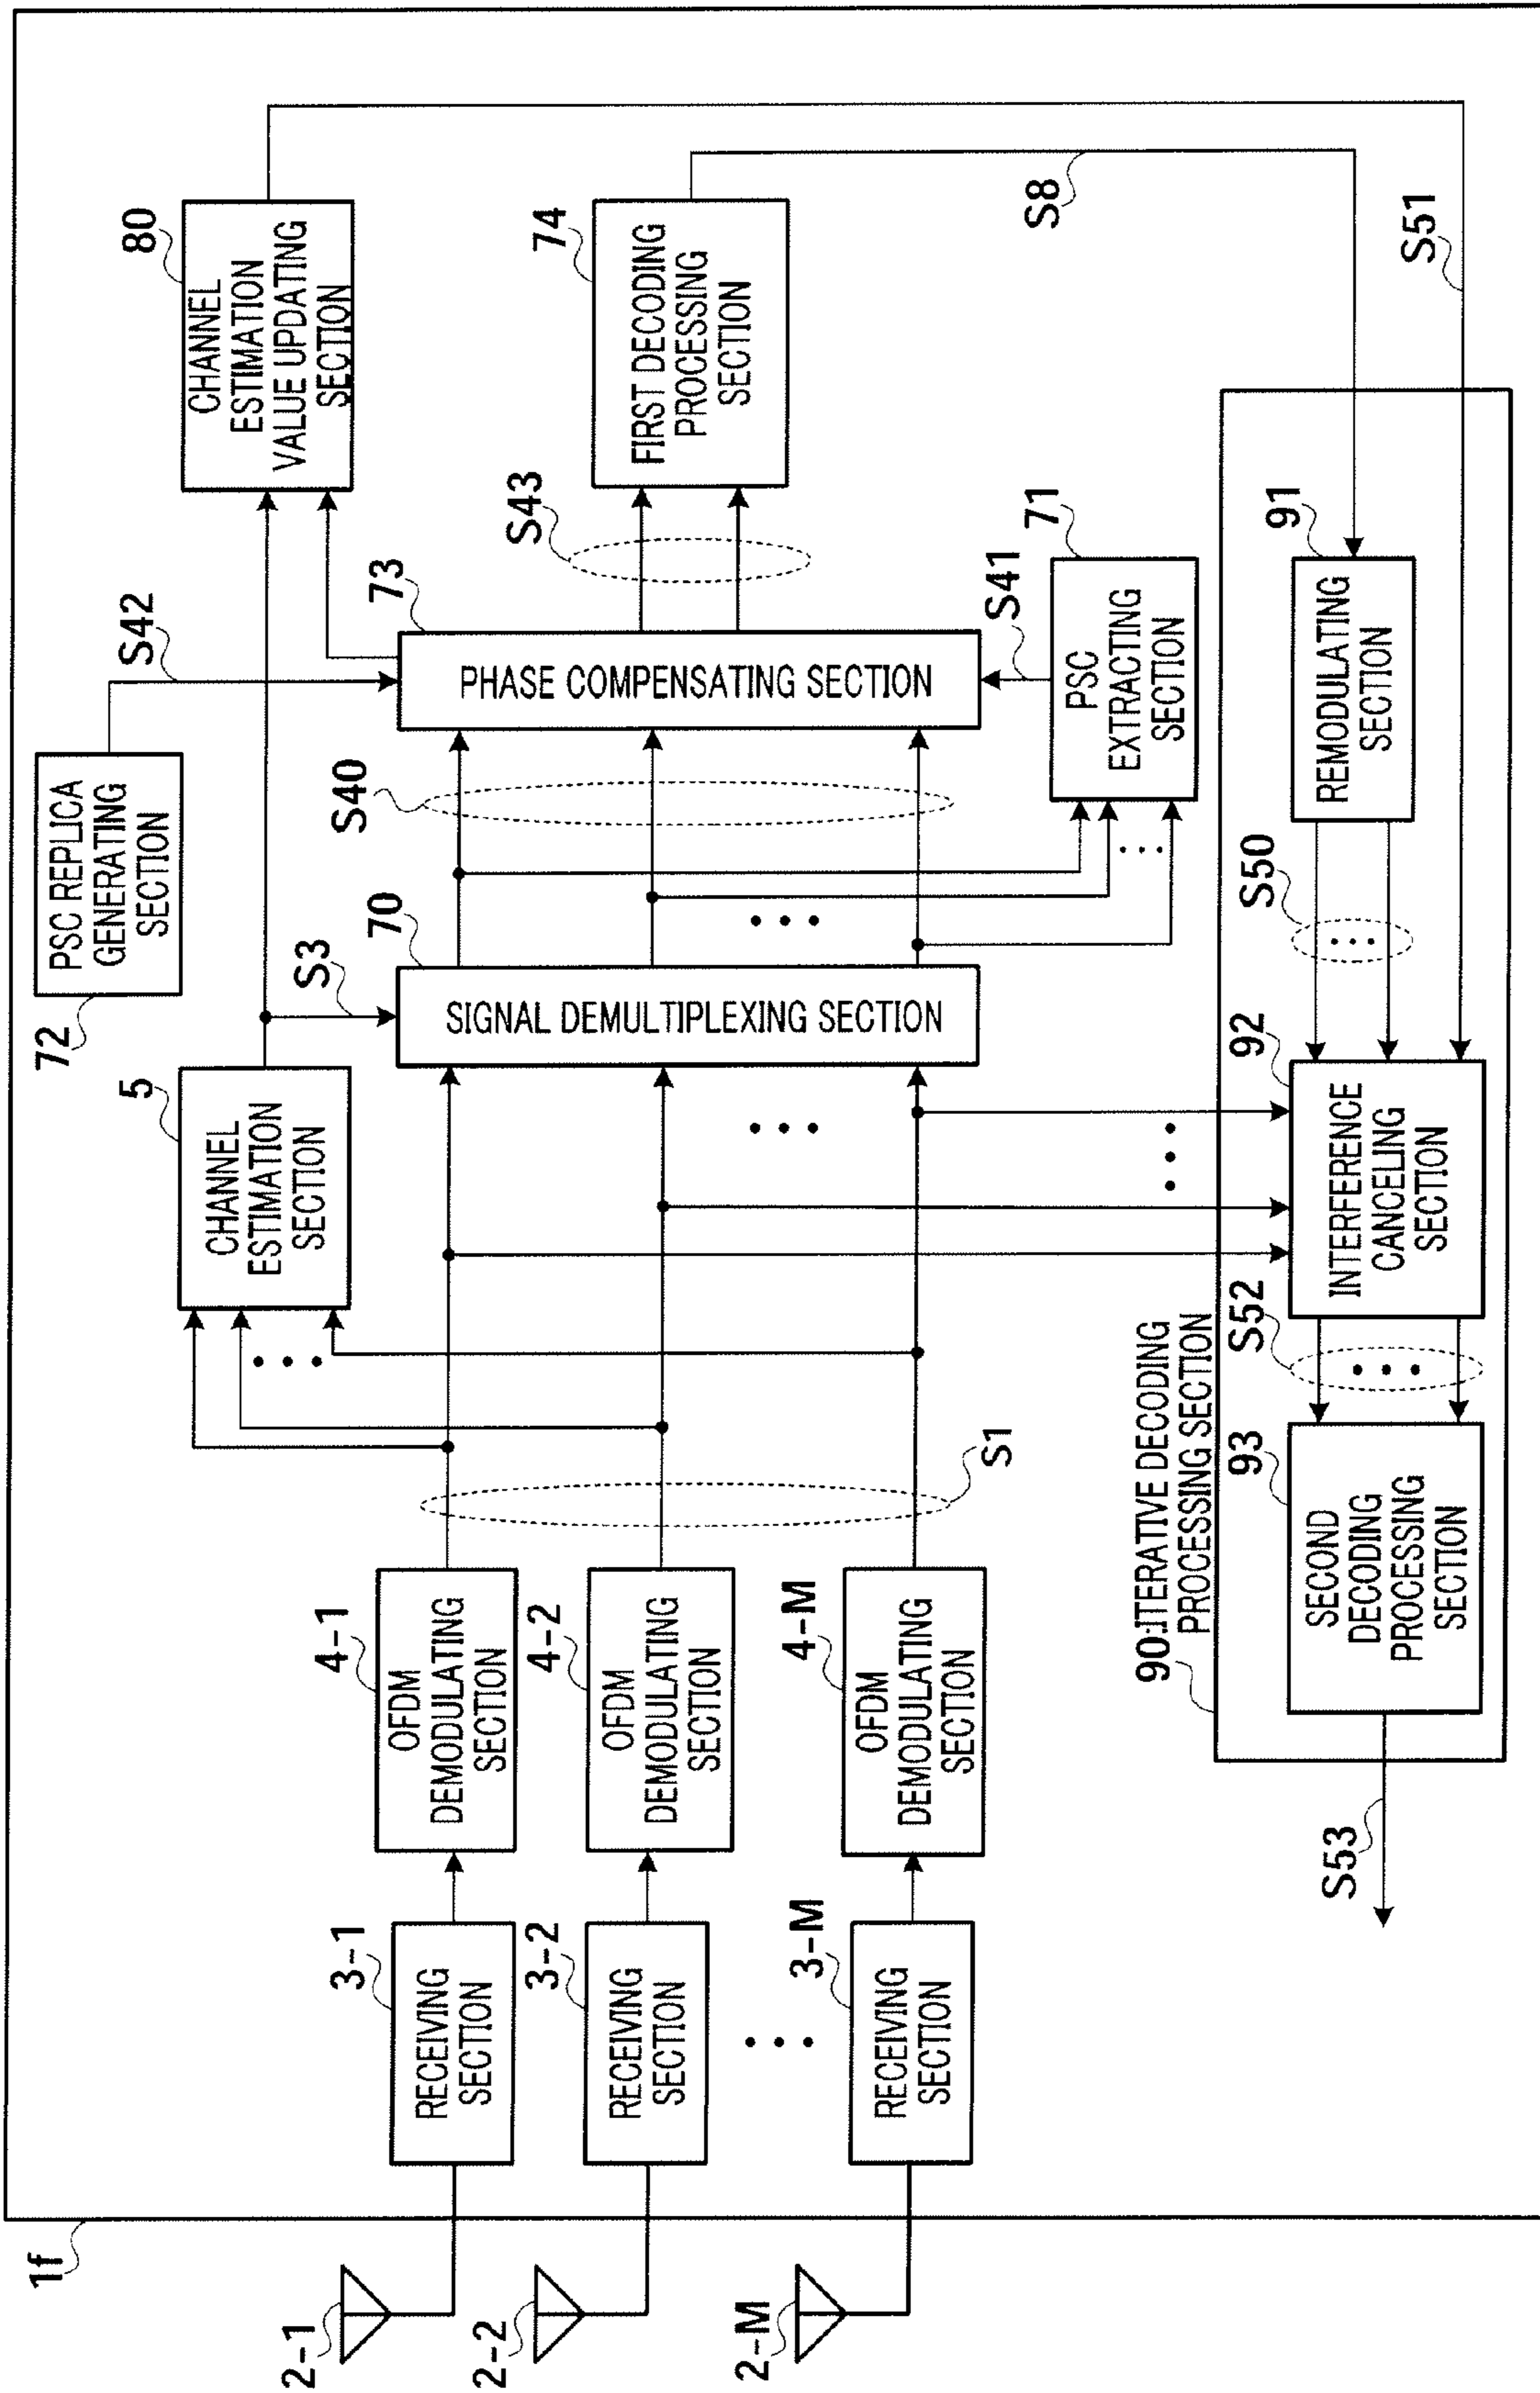 1f
2-1
2-2
2-M
3-1
RECEIVING
SECTION
3-2
RECEIVING
SECTION
3-M
RECEIVING
SECTION
4-1
OFDM
DEMODULATING
SECTION
4-2
OFDM
DEMODULATING
SECTION
4-M
OFDM
DEMODULATING
SECTION
S1
5
CHANNEL
ESTIMATION
SECTION
S3
72
PSC REPLICA
GENERATING
SECTION
S42
70
SIGNAL DEMULTIPLEXING SECTION
S40
73
PHASE COMPENSATING SECTION
S41
71
PSC
EXTRACTING
SECTION
S43
80
CHANNEL
ESTIMATION
VALUE UPDATING
SECTION
74
FIRST DECODING
PROCESSING
SECTION
S8
S51
90:ITERATIVE DECODING
PROCESSING SECTION
93
SECOND
DECODING
PROCESSING
SECTION
S52
92
INTERFERENCE
CANCELING
SECTION
S50
91
REMODULATING
SECTION
S53